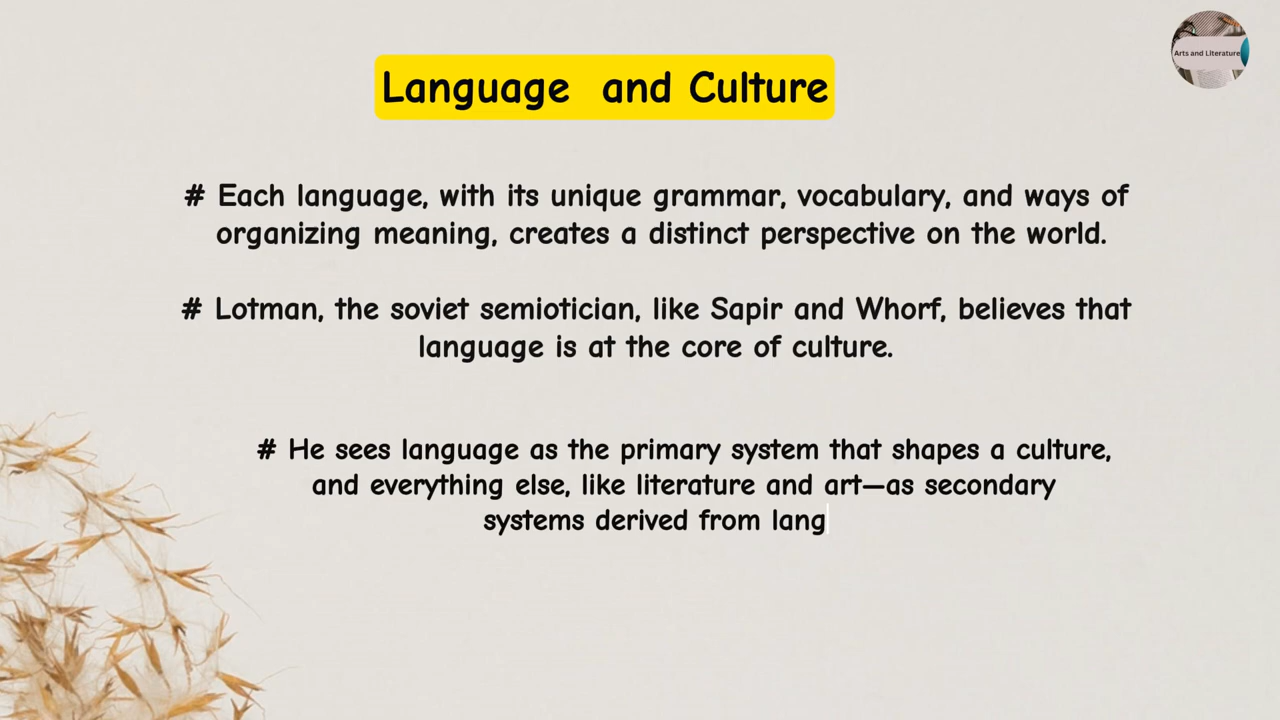 Arts and Literature
Language and Culture
# Each language, with its unique grammar, vocabulary, and ways of
organizing meaning, creates a distinct perspective on the world.
# Lotman, the soviet semiotician, like Sapir and Whorf, believes that
language is at the core of culture.
# He sees language as the primary system that shapes a culture,
and everything else, like literature and art—as secondary
systems derived from lang